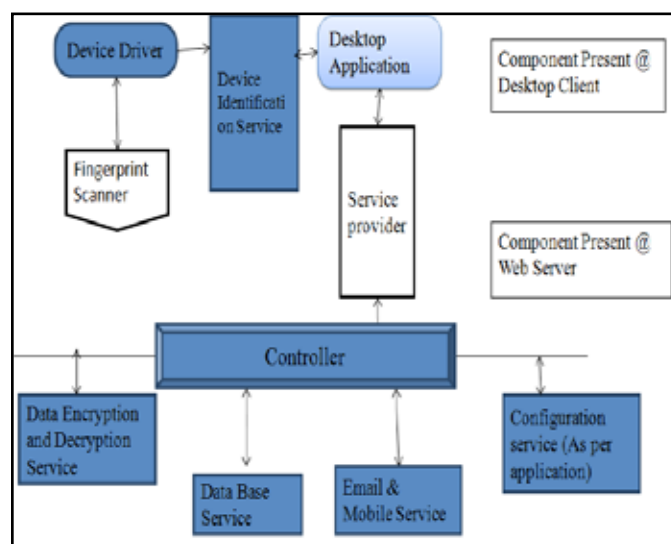 Device Driver
Device
Identificati
on Service
Desktop
Application
Component Present @
Desktop Client
Fingerprint
Scanner
Service
provider
Component Present @
Web Server
Controller
Data Encryption
and Decryption
Service
Data Base
Service
Email &
Mobile Service
Configuration
service (As per
application)